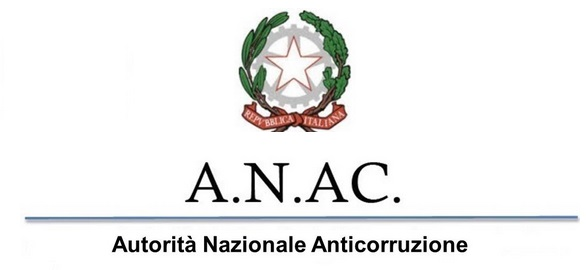 REPVBBLICA ITALIANA
A.N.AC.
Autorità Nazionale Anticorruzione